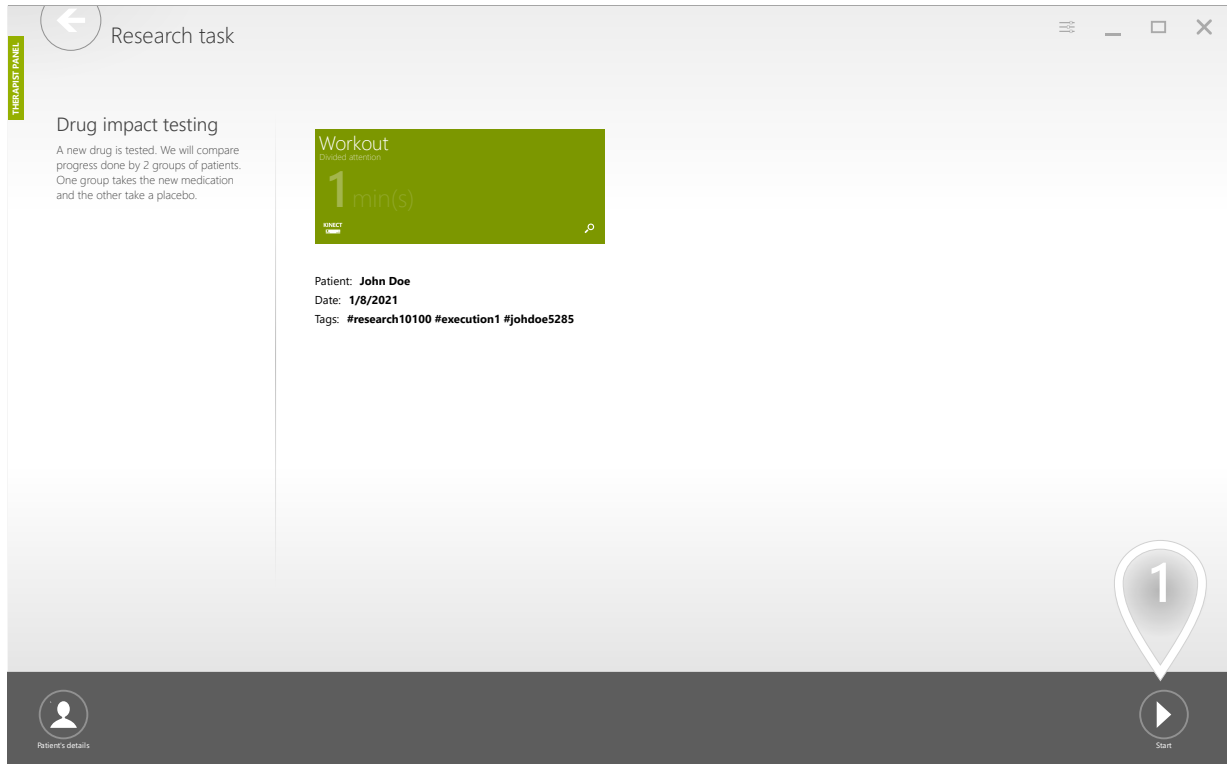 Research task
THERAPIST PANEL
Drug impact testing
A new drug is tested. We will compare
progress done by 2 groups of patients.
One group takes the new medication
and the other take a placebo.
Workout
Divided attention
1 min(s)
KINECT
Patient: John Doe
Date: 1/8/2021
Tags: #research10100 #execution1 #johdoe5285
1
Patient's details
Start